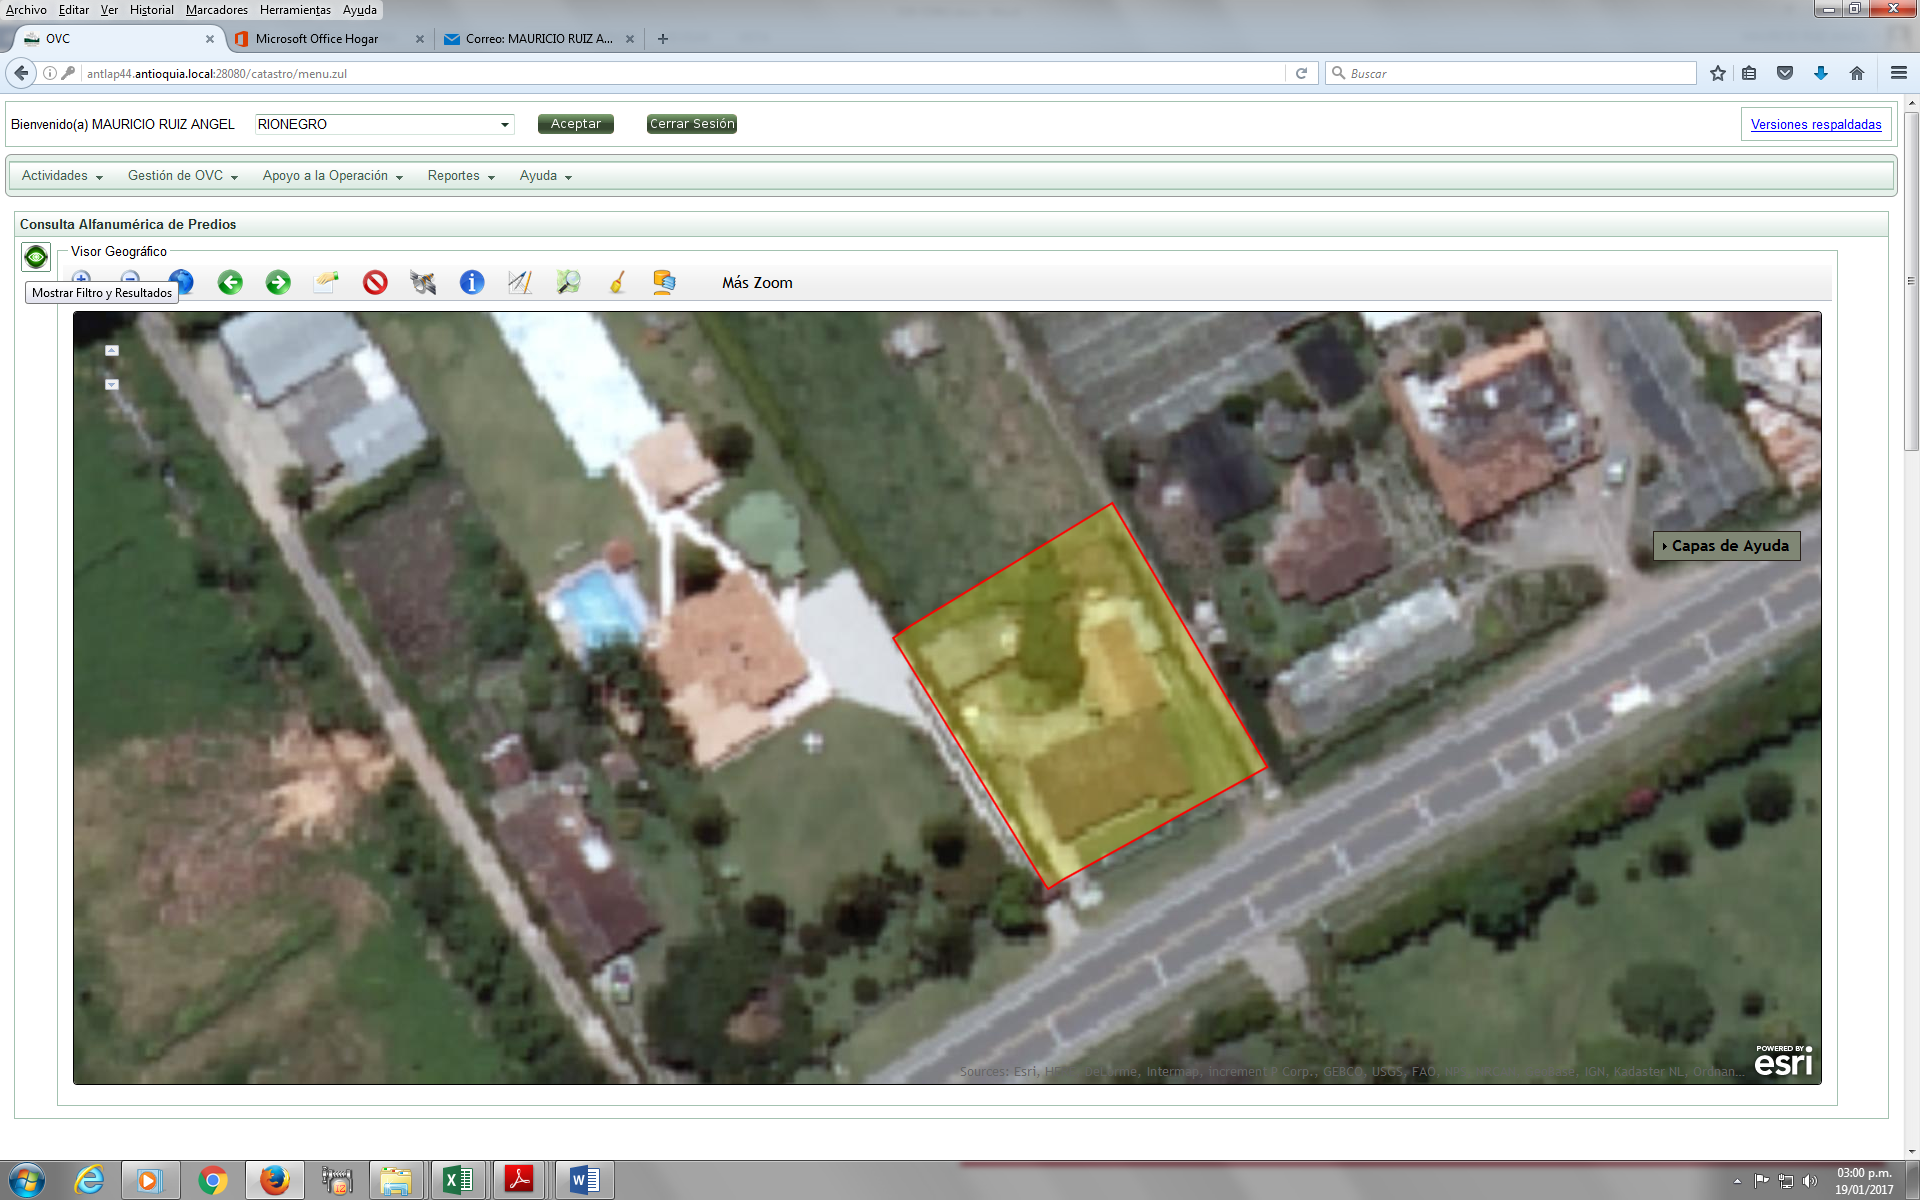 Archivo Editar Ver Historial Marcadores Herramientas Ayuda
OVC
Microsoft Office Hogar
Correo: MAURICIO RUIZ A...
antlap44.antioquia.local:28080/catastro/menu.zul
Buscar
Bienvenido(a) MAURICIO RUIZ ANGEL
RIONEGRO
Aceptar
Cerrar Sesión
Versiones respaldadas
Actividades
Gestión de OVC
Apoyo a la Operación
Reportes
Ayuda
Consulta Alfanumérica de Predios
Visor Geográfico
Más Zoom
Mostrar Filtro y Resultados
Capas de Ayuda
POWERED BY
esri
Sources: Esri, DeLorme, Intermap, increment P Corp., GEBCO, USGS, FAO, IGN, Kadaster NL, Ordnan...
03:00 p.m.
19/01/2017